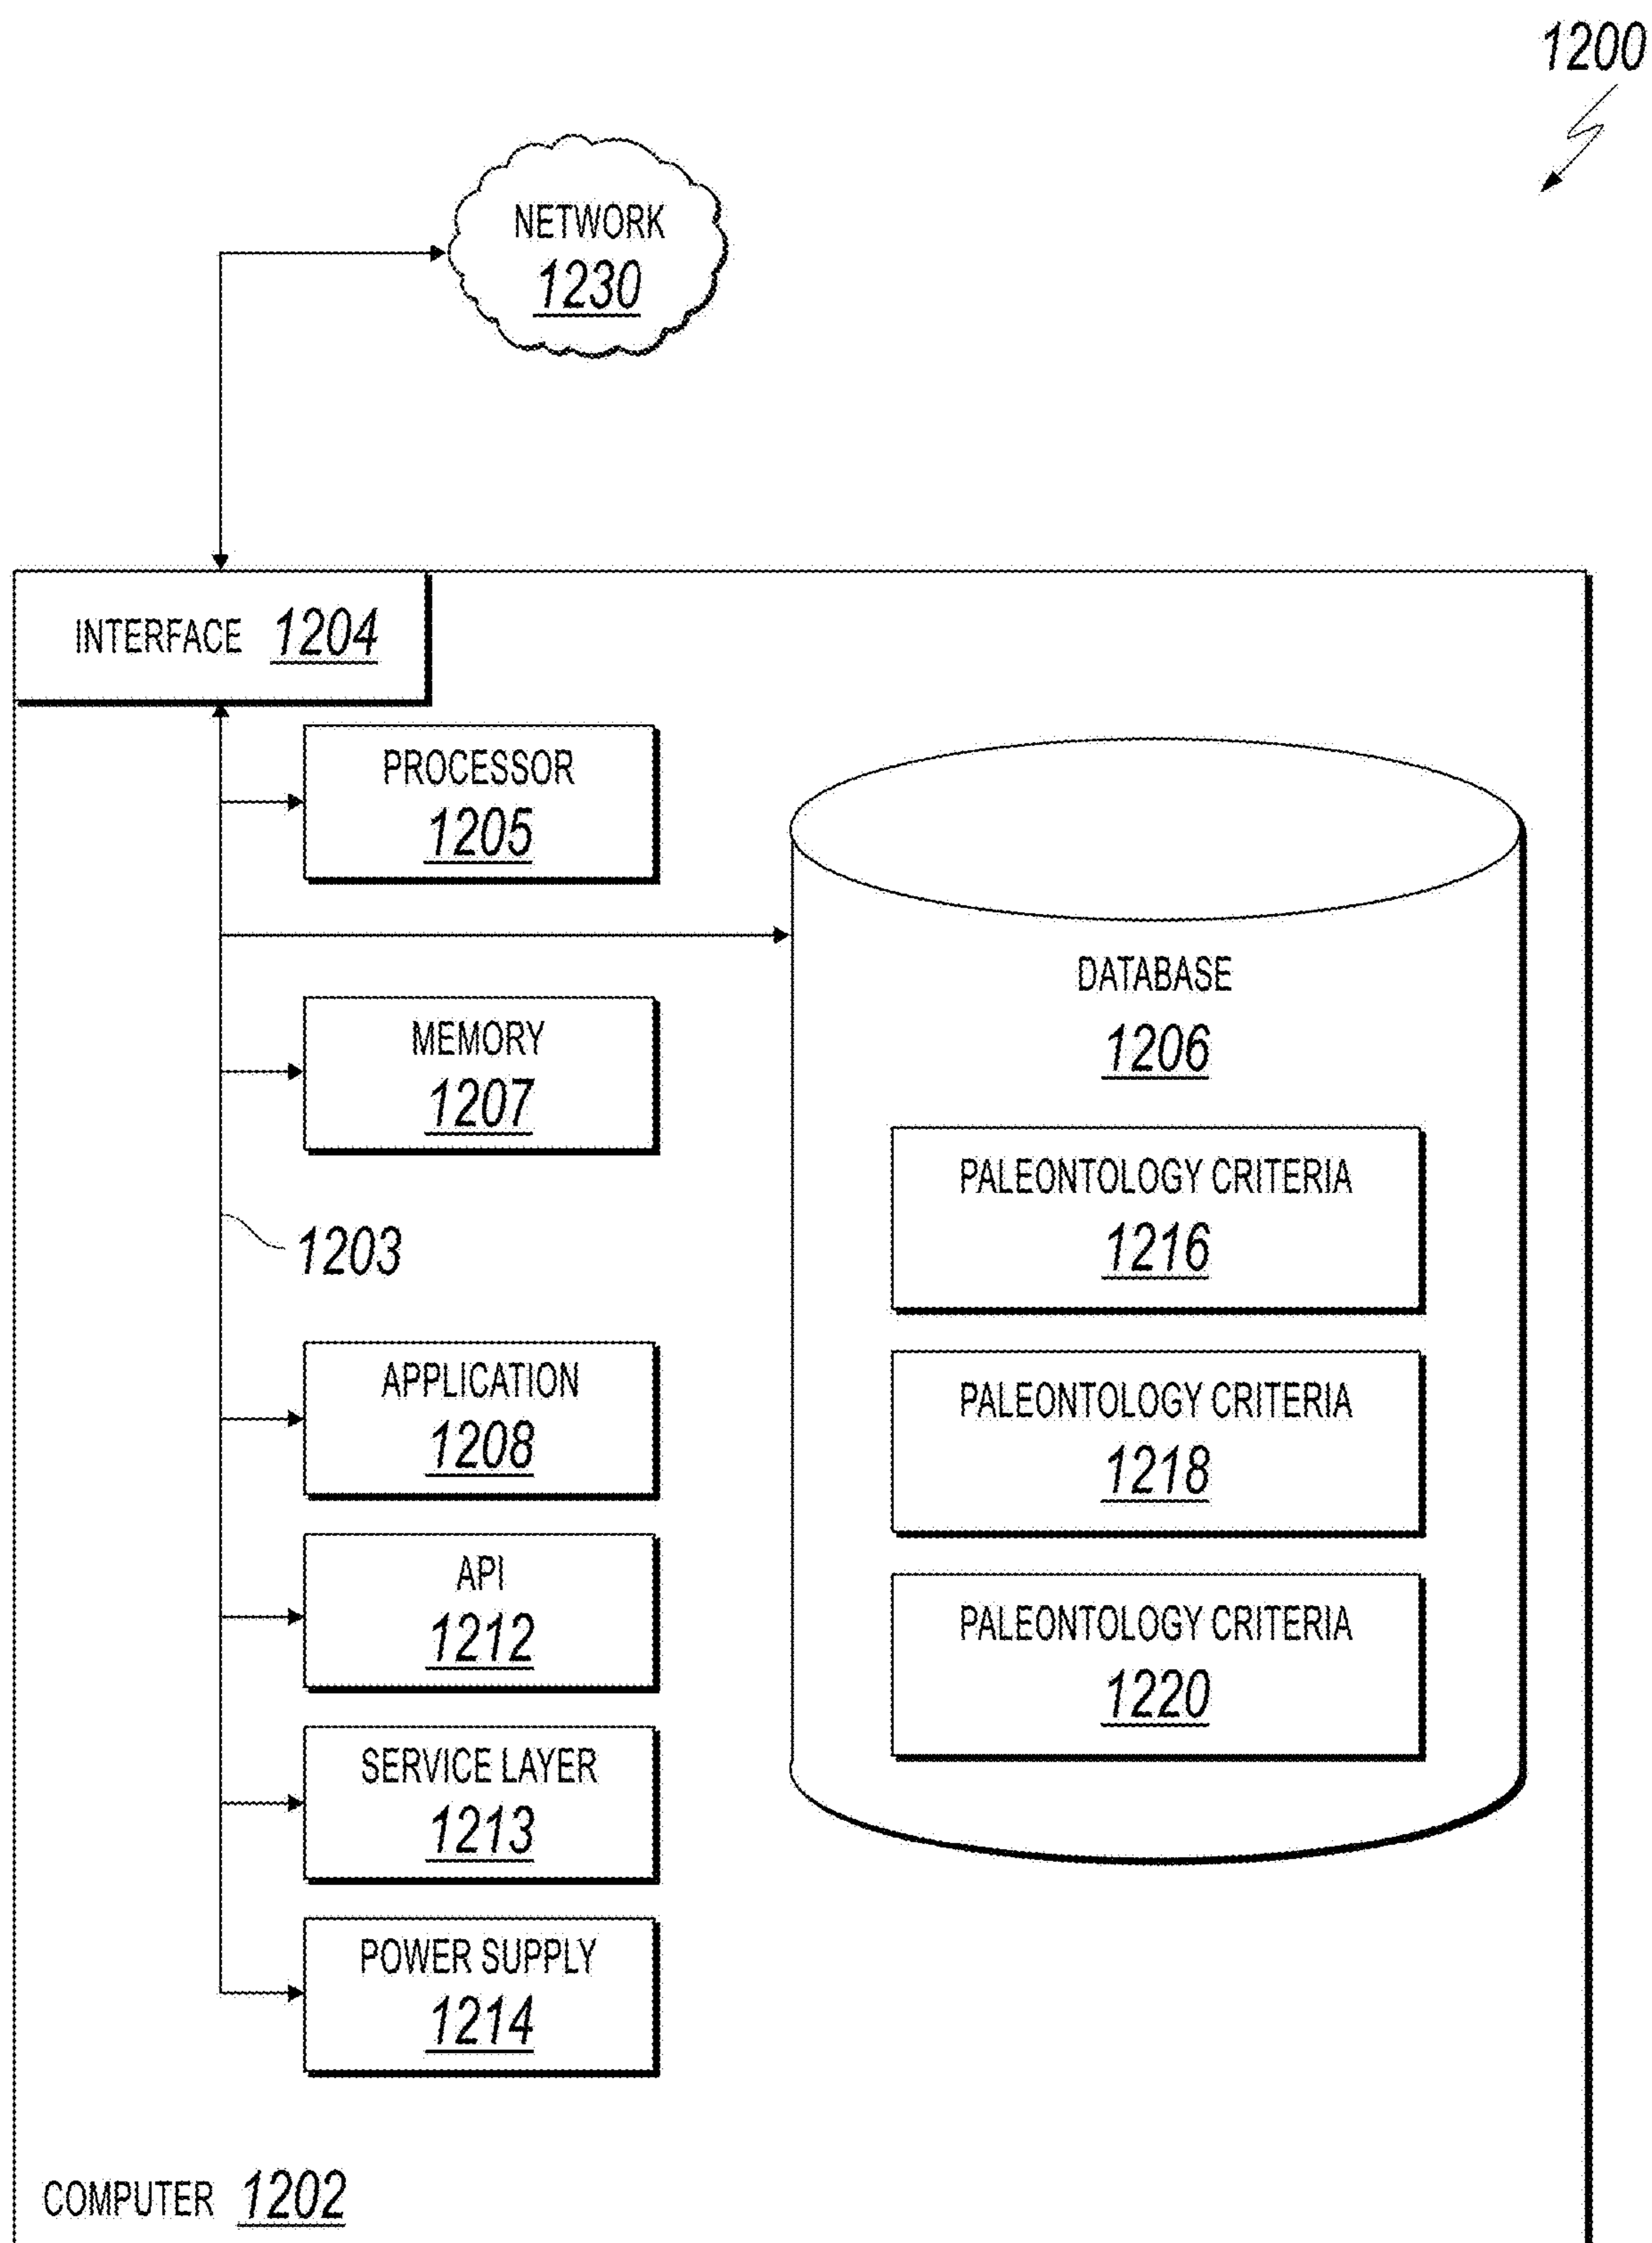 1200
NETWORK
1230
INTERFACE 1204
PROCESSOR
1205
DATABASE
1206
MEMORY
1207
PALEONTOLOGY CRITERIA
1216
1203
APPLICATION
1208
PALEONTOLOGY CRITERIA
1218
API
1212
PALEONTOLOGY CRITERIA
1220
SERVICE LAYER
1213
POWER SUPPLY
1214
COMPUTER 1202